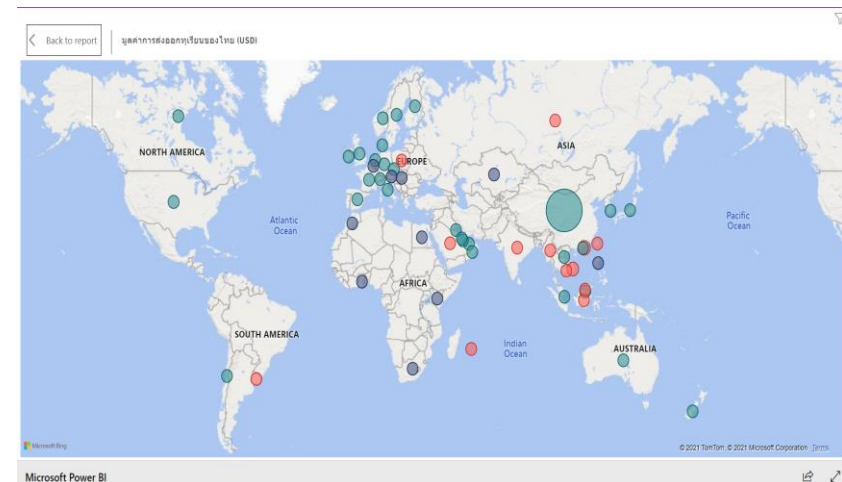 Back to report
มูลค่าการส่งออกทุเรียนของไทย (USD)
NORTH AMERICA
EUROPE
ASIA
Atlantic
Ocean
Pacific
Ocean
AFRICA
SOUTH AMERICA
Indian
Ocean
AUSTRALIA
Microsoft Bing
© 2021 TomTom, © 2021 Microsoft Corporation Terms
Microsoft Power BI